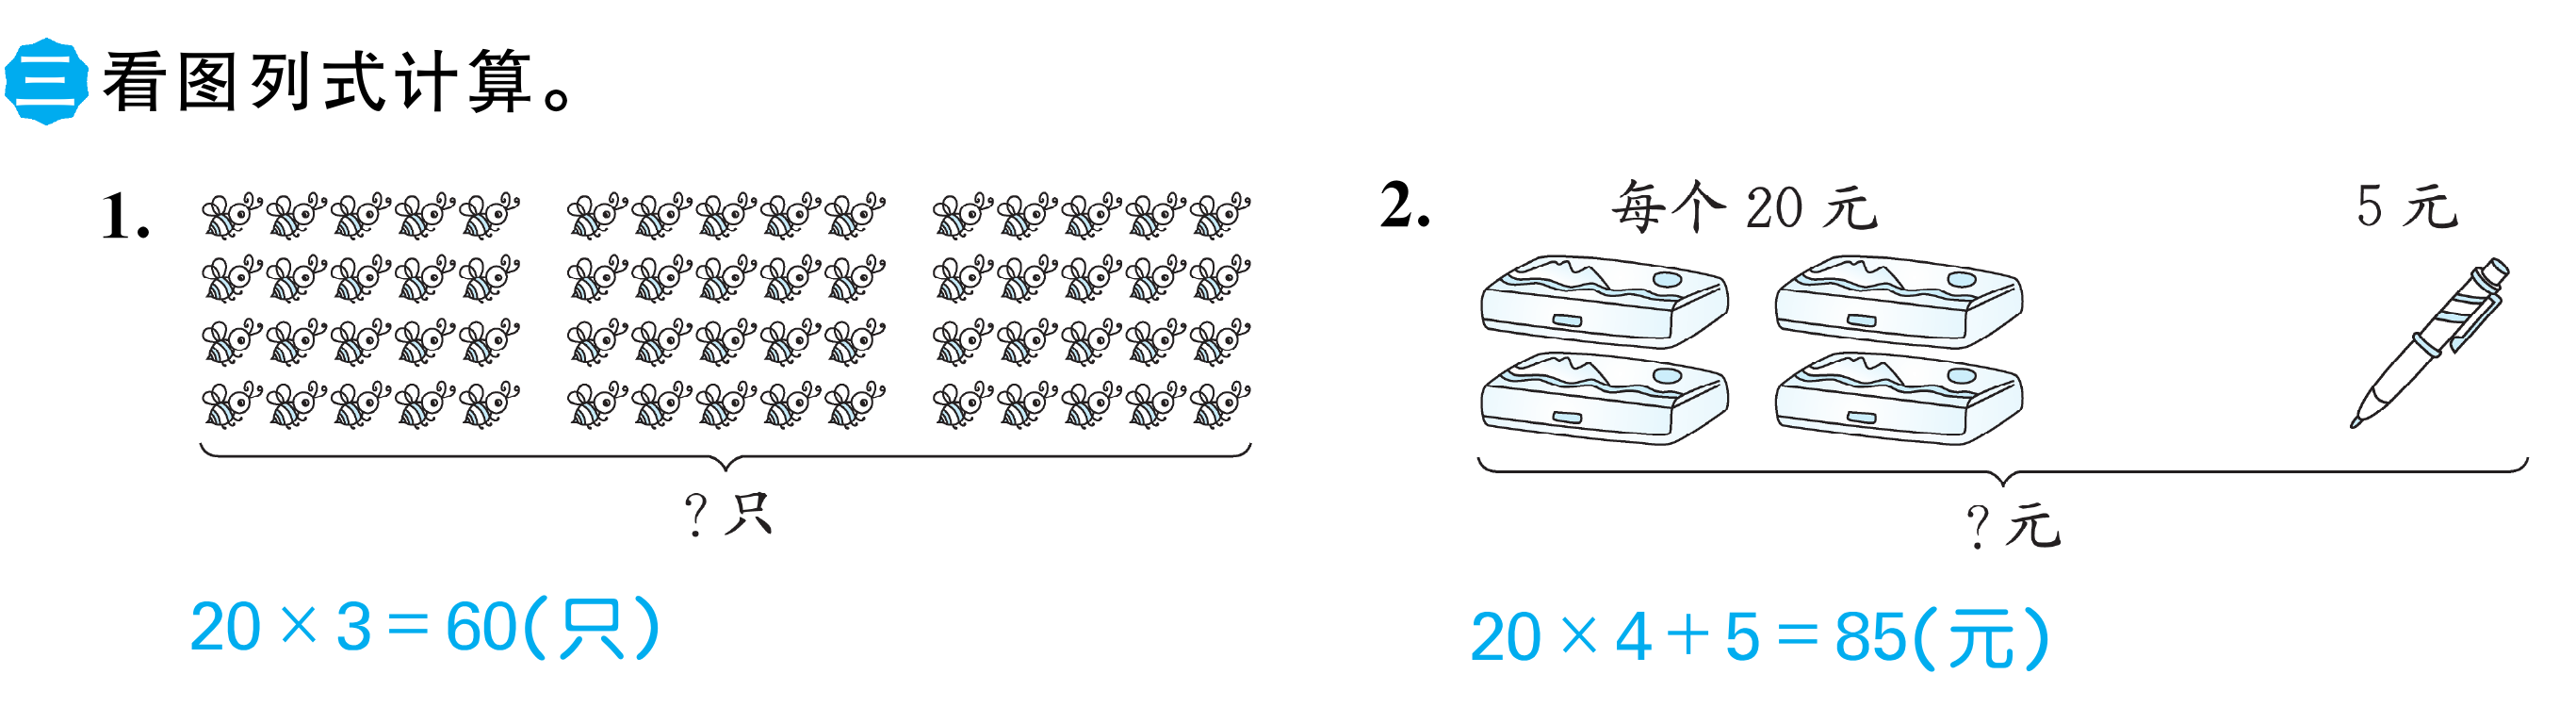 三 看图列式计算。
1.
?只
20×3=60(只)
2. 每个 20 元 5 元
?元
20×4+5=85(元)